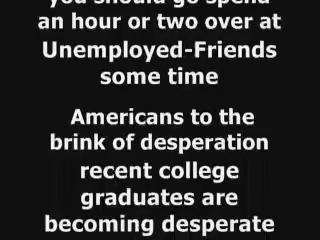 you should go spend
an hour or two over at
Unemployed-Friends
some time
Americans to the
brink of desperation
recent college
graduates are
becoming desperate